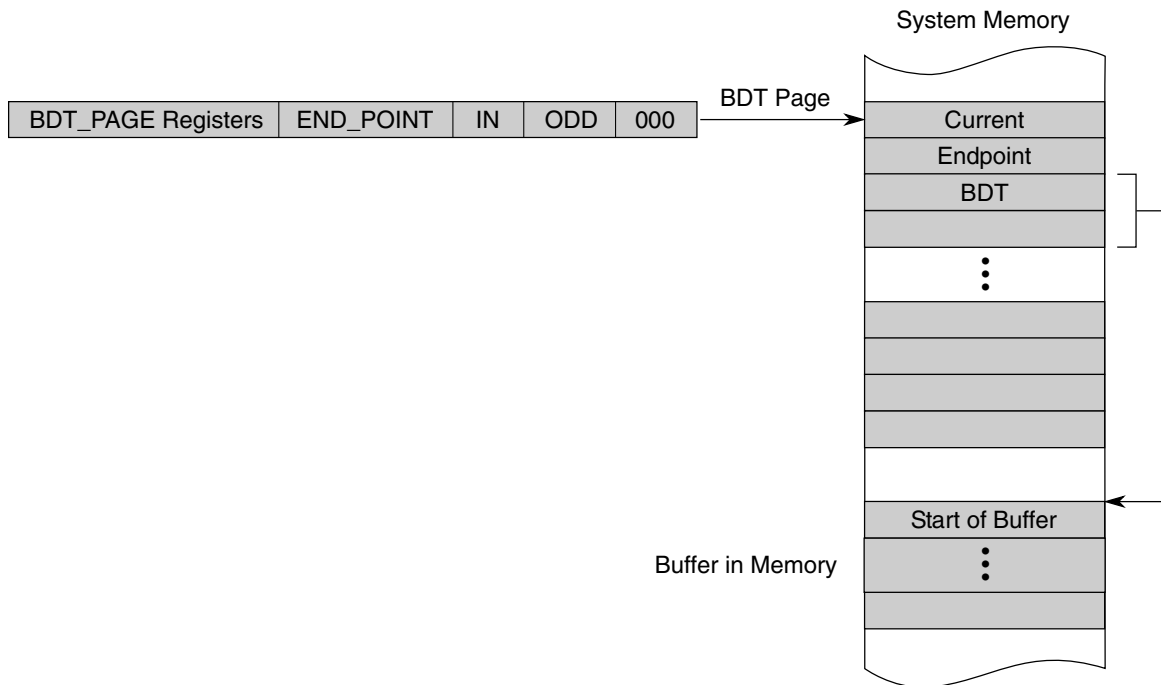 System Memory
BDT_PAGE Registers END_POINT IN ODD 000
BDT Page
Current
Endpoint
BDT
Start of Buffer
Buffer in Memory